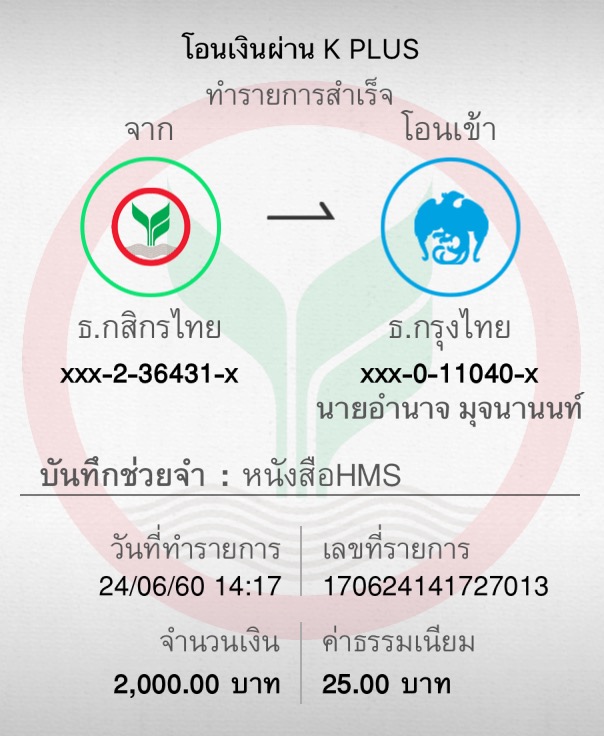 โอนเงินผ่าน K PLUS
ทำรายการสำเร็จ
จาก
โอนเข้า
ธ.กสิกรไทย
xxx-2-36431-x
ธ.กรุงไทย
xxx-0-11040-x
นายอำนาจ มุจนานนท์
บันทึกช่วยจำ : หนังสือHMS
วันที่ทำรายการ
24/06/60 14:17
เลขที่รายการ
170624141727013
จำนวนเงิน
2,000.00 บาท
ค่าธรรมเนียม
25.00 บาท